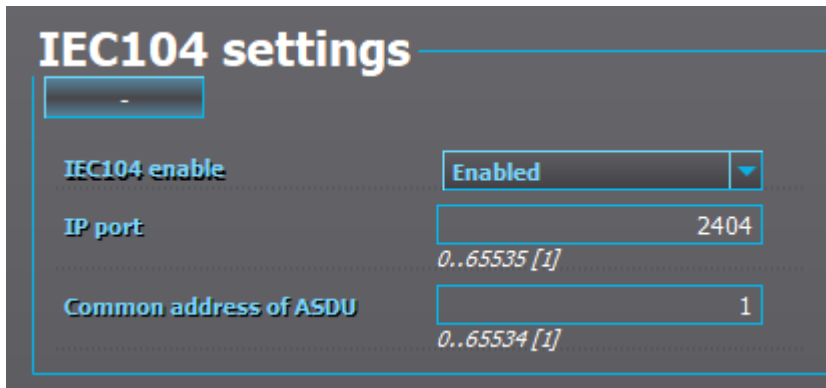 IEC104 settings
-
IEC104 enable Enabled
IP port 2404
0..65535 [1]
Common address of ASDU 1
0..65534 [1]